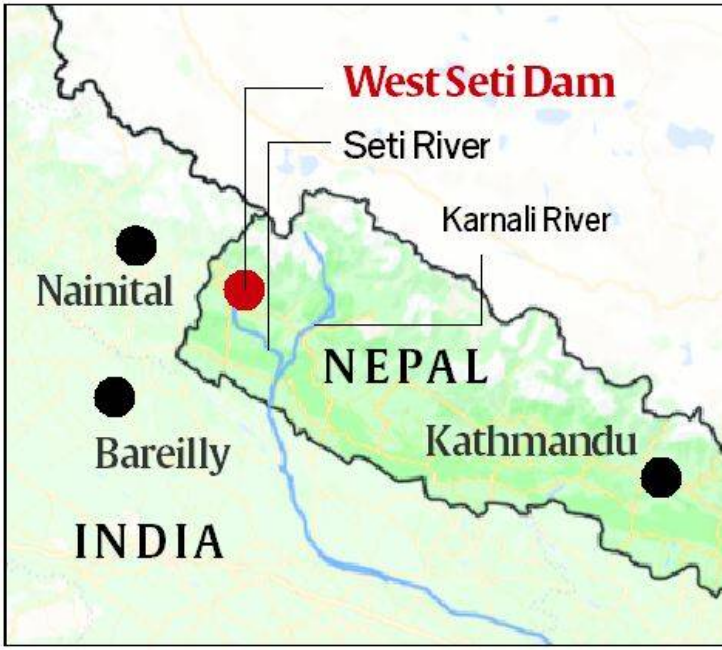 West Seti Dam
Seti River
Karnali River
Nainital
NEPAL
Bareilly
Kathmandu
INDIA